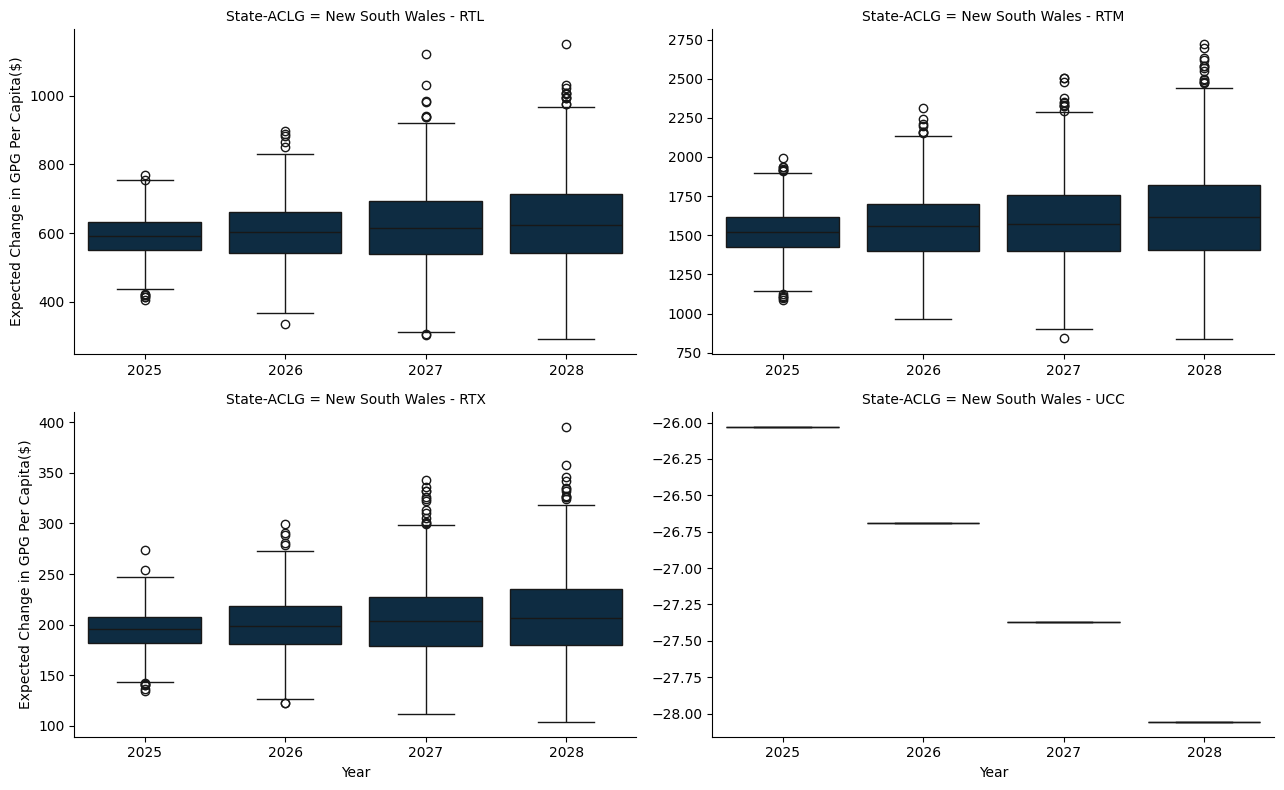 State-ACLG = New South Wales - RTL
Expected Change in GPG Per Capita($)
1000
800
600
400
2025 2026 2027 2028
State-ACLG = New South Wales - RTM
2750
2500
2250
2000
1750
1500
1250
1000
750
2025 2026 2027 2028
State-ACLG = New South Wales - RTX
Expected Change in GPG Per Capita($)
400
350
300
250
200
150
100
2025 2026 2027 2028
Year
State-ACLG = New South Wales - UCC
−26.00
−26.25
−26.50
−26.75
−27.00
−27.25
−27.50
−27.75
−28.00
2025 2026 2027 2028
Year